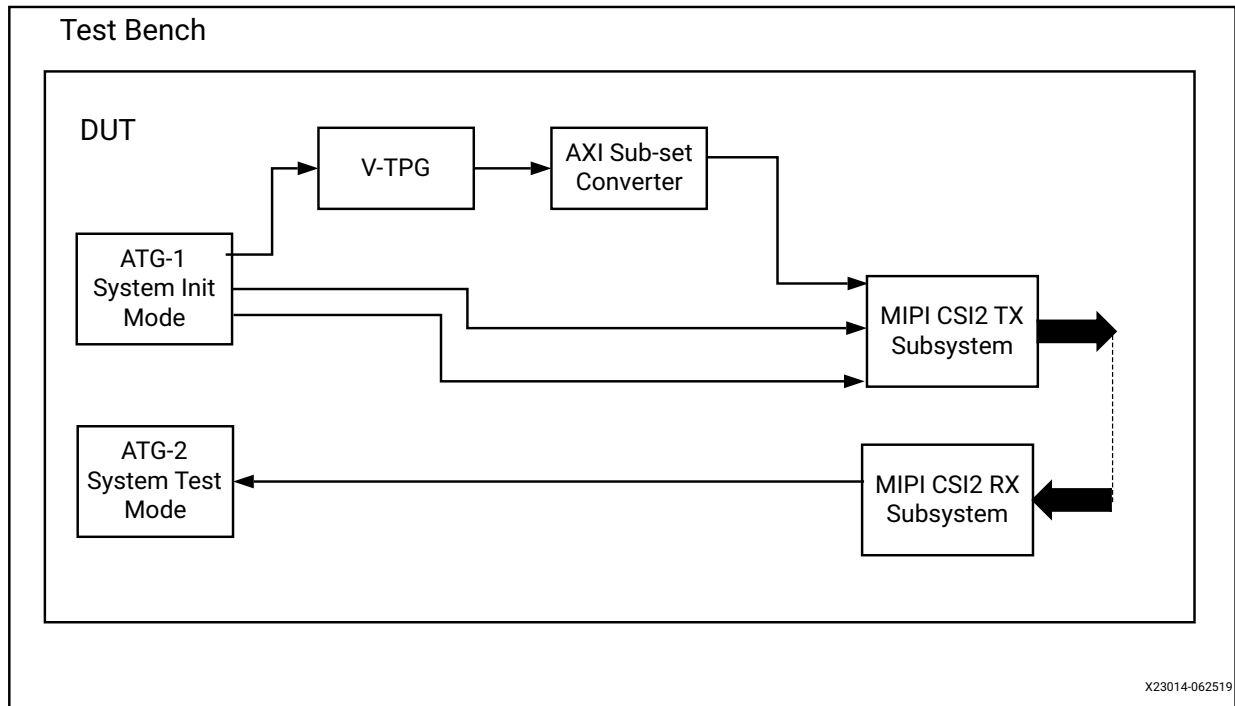 Test Bench
DUT
V-TPG
AXI Sub-set
Converter
ATG-1
System Init
Mode
MIPI CSI2 TX
Subsystem
ATG-2
System Test
Mode
MIPI CSI2 RX
Subsystem
X23014-062519